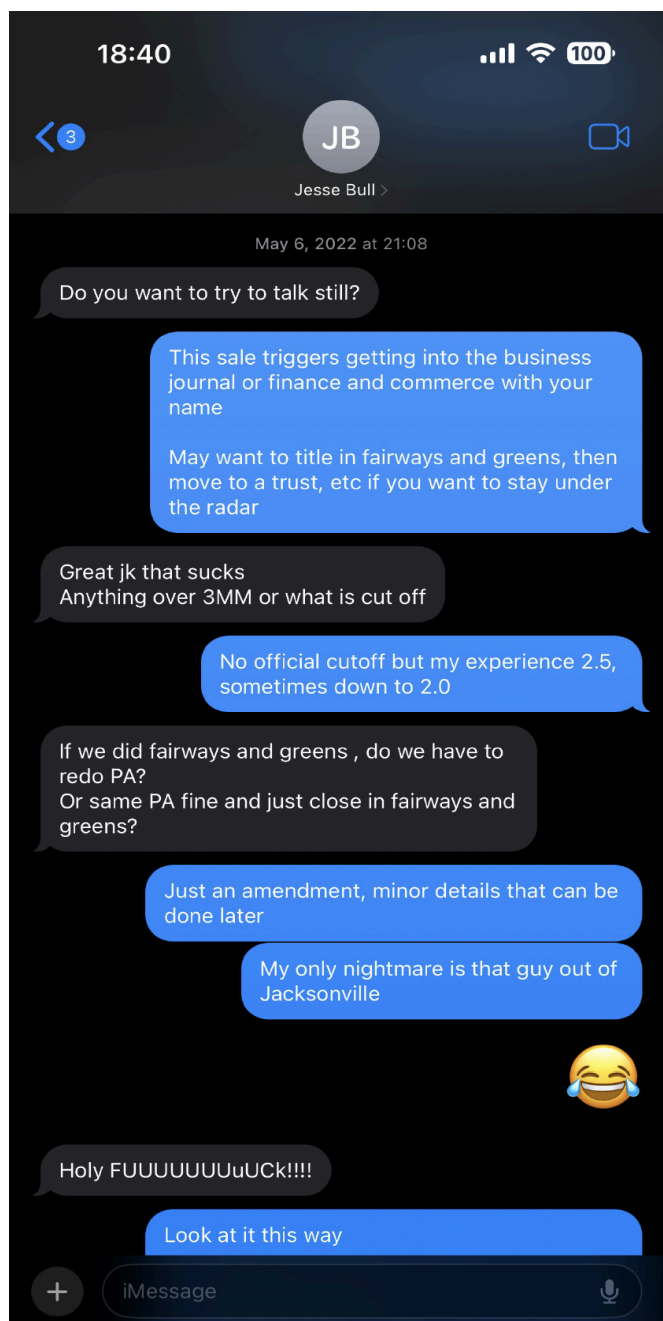 18:40
100
3
JB
Jesse Bull
May 6, 2022 at 21:08
Do you want to try to talk still?
This sale triggers getting into the business
journal or finance and commerce with your
name
May want to title in fairways and greens, then
move to a trust, etc if you want to stay under
the radar
Great jk that sucks
Anything over 3MM or what is cut off
No official cutoff but my experience 2.5,
sometimes down to 2.0
If we did fairways and greens , do we have to
redo PA?
Or same PA fine and just close in fairways and
greens?
Just an amendment, minor details that can be
done later
My only nightmare is that guy out of
Jacksonville
Holy FUUUUUUUuUCk!!!!
Look at it this way
iMessage